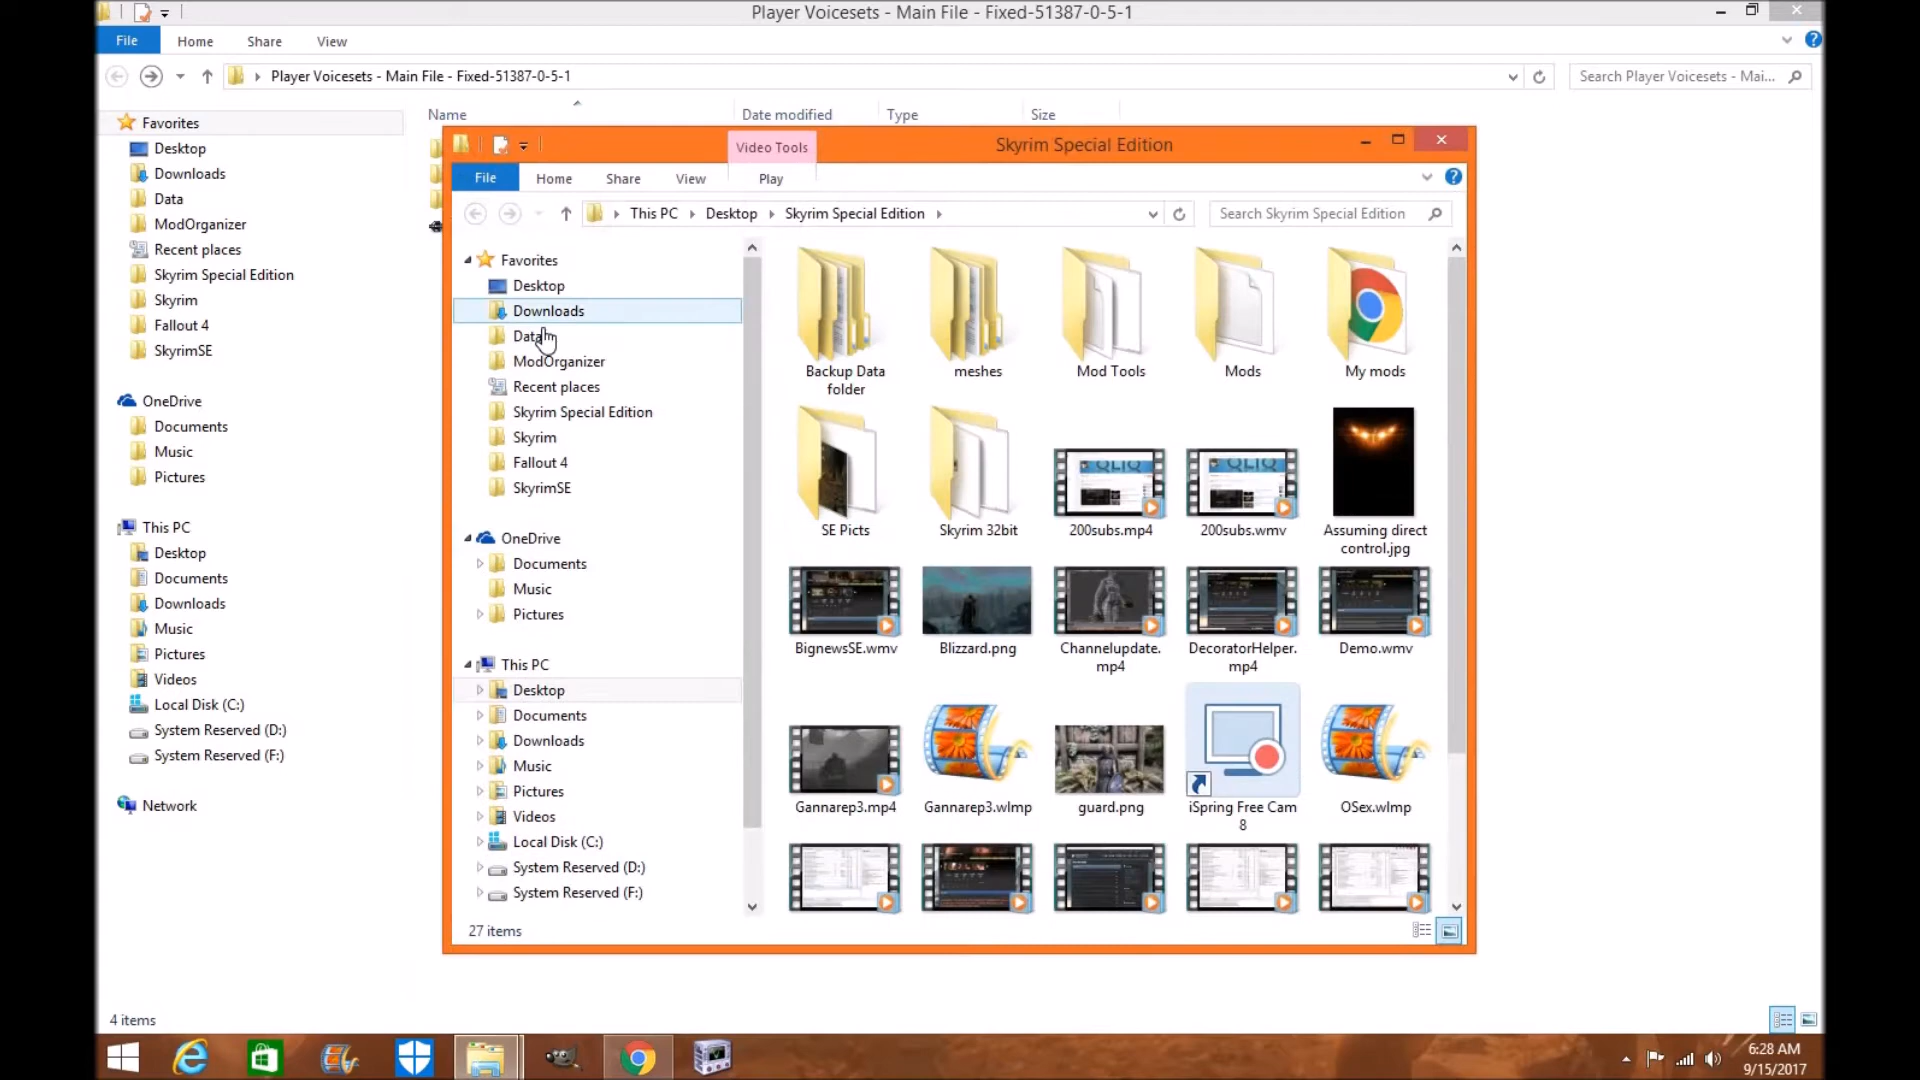 Player Voicesets - Main File - Fixed-51387-0-5-1
File
Home
Share
View
Player Voicesets - Main File - Fixed-51387-0-5-1
Search Player Voicesets - Mai...
Favorites
Desktop
Downloads
Data
ModOrganizer
Recent places
Skyrim Special Edition
Skyrim
Fallout 4
SkyrimSE
OneDrive
Documents
Music
Pictures
This PC
Desktop
Documents
Downloads
Music
Pictures
Videos
Local Disk (C:)
System Reserved (D:)
System Reserved (F:)
Network
4 items
Name
Date modified
Type
Size
Video Tools
Skyrim Special Edition
File
Home
Share
View
Play
This PC
Desktop
Skyrim Special Edition
Search Skyrim Special Edition
Favorites
Desktop
Downloads
Data
ModOrganizer
Recent places
Skyrim Special Edition
Skyrim
Fallout 4
SkyrimSE
OneDrive
Documents
Music
Pictures
This PC
Desktop
Documents
Downloads
Music
Pictures
Videos
Local Disk (C:)
System Reserved (D:)
System Reserved (F:)
Backup Data
folder
meshes
Mod Tools
Mods
My mods
SE Picts
Skyrim 32bit
200subs.mp4
200subs.wmv
Assuming direct
control.jpg
BignewsSE.wmv
Blizzard.png
Channelupdate.
mp4
DecoratorHelper.
mp4
Demo.wmv
Gannarep3.mp4
Gannarep3.wlmp
guard.png
iSpring Free Cam
8
OSex.wlmp
27 items
6:28 AM
9/15/2017